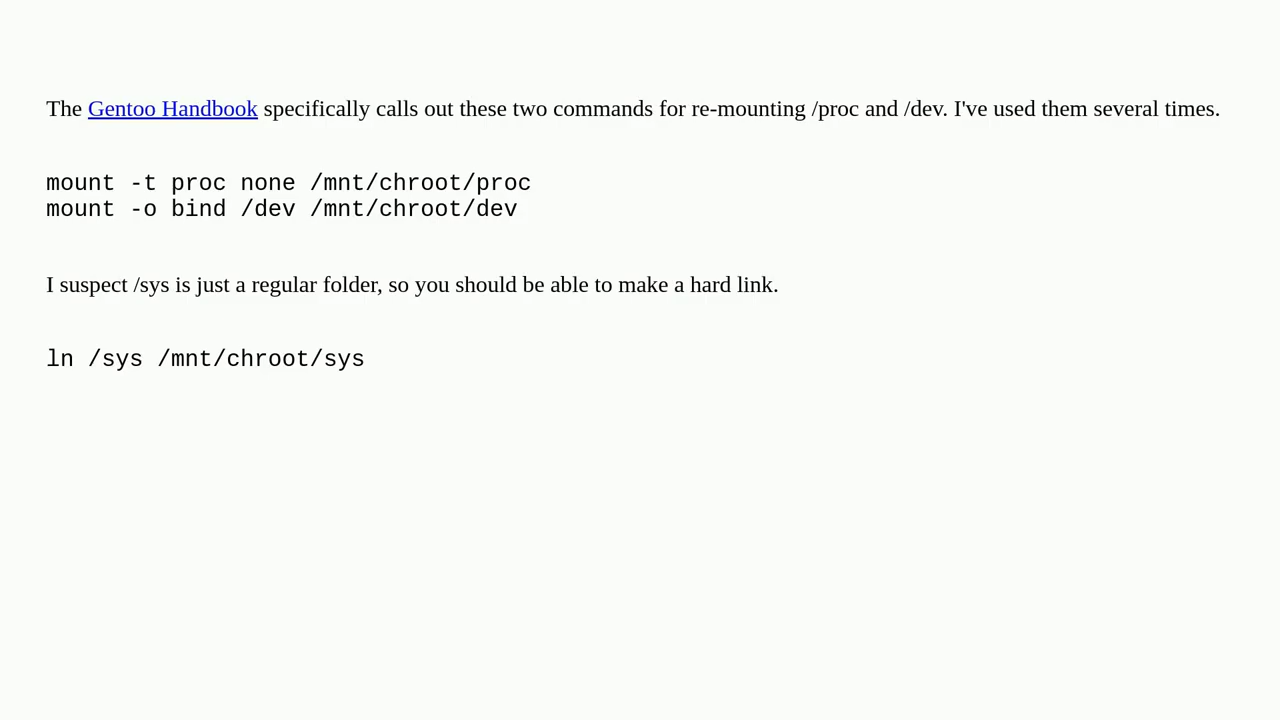 The Gentoo Handbook specifically calls out these two commands for re-mounting /proc and /dev. I've used them several times.
mount -t proc none /mnt/chroot/proc
mount -o bind /dev /mnt/chroot/dev
I suspect /sys is just a regular folder, so you should be able to make a hard link.
ln /sys /mnt/chroot/sys